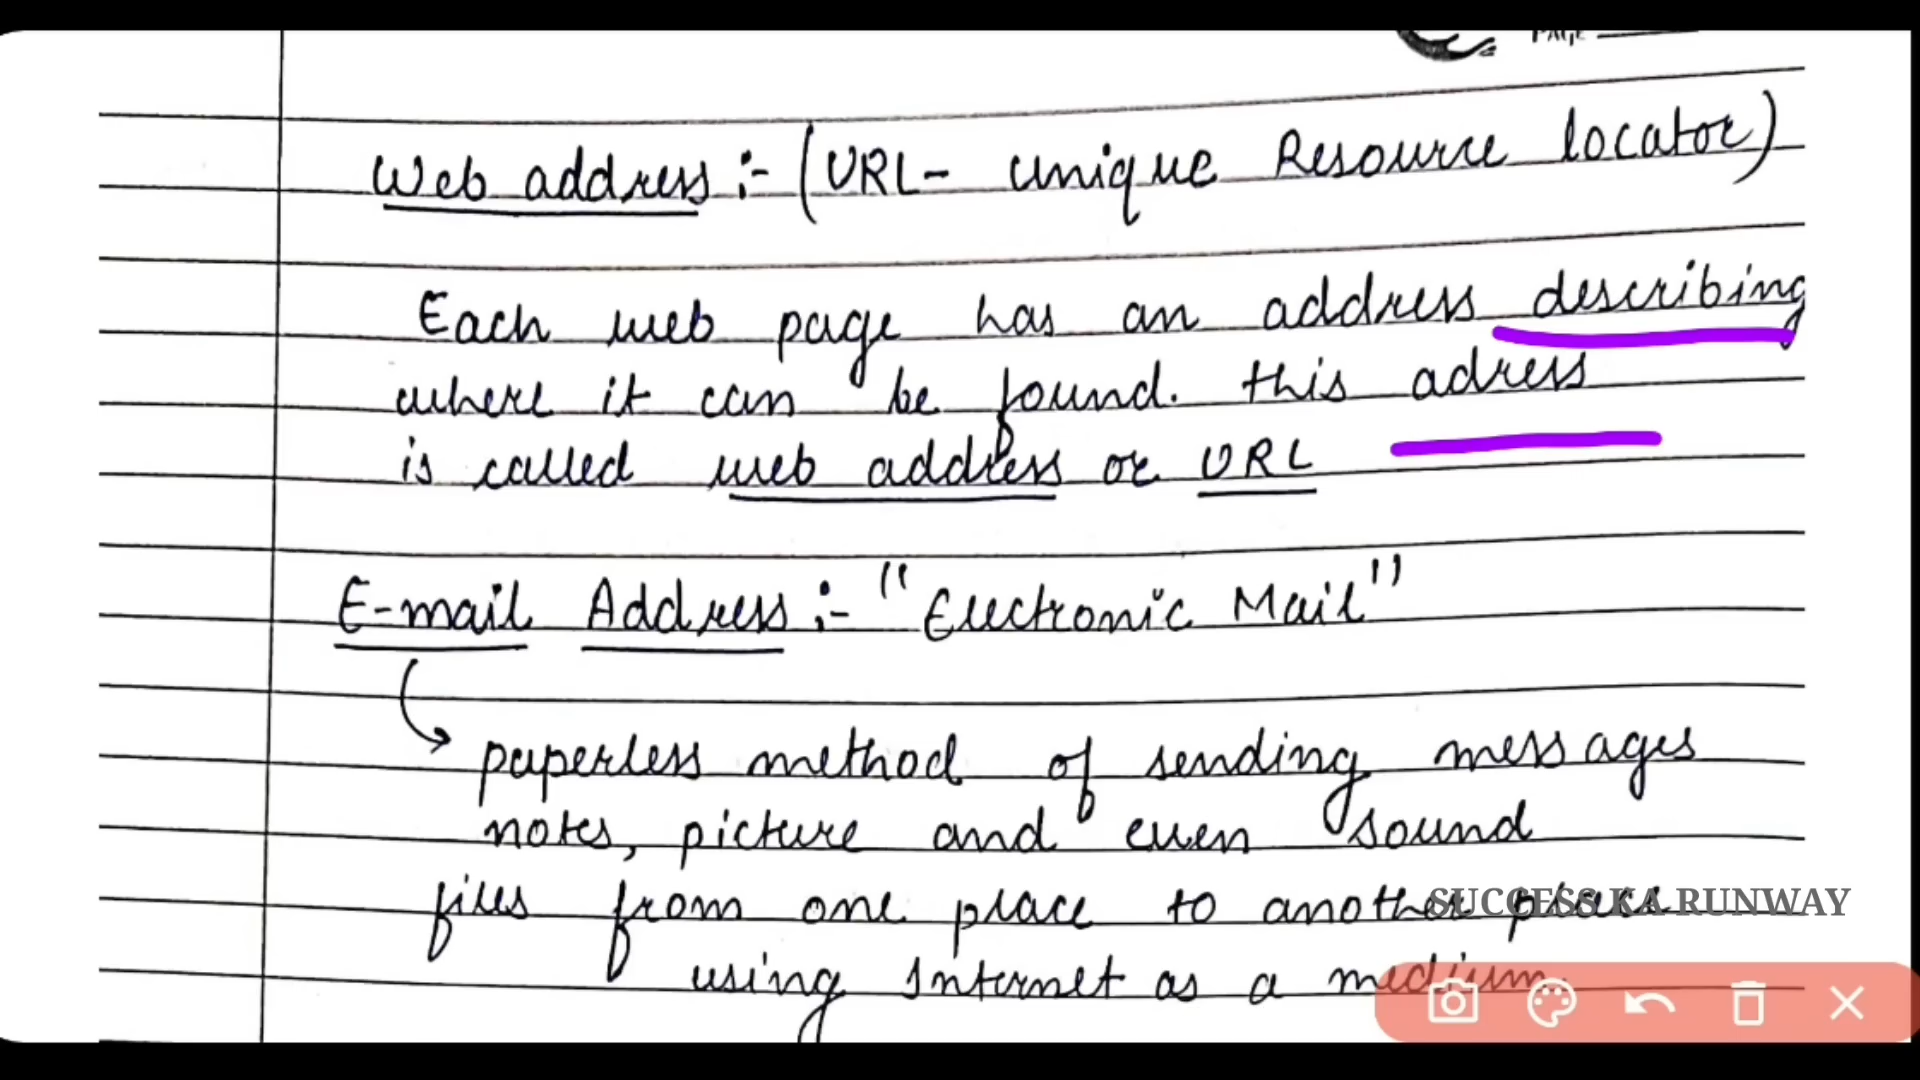 PAGE
Web address :- (URL- unique Resource locator)
Each web page has an address describing
where it can be found. this adress
is called web address or URL
E-mail Address :- "Electronic Mail"
paperless method of sending messages
notes, picture and even sound
files from one place to another place
SUCCESS KA RUNWAY
using Internet as a medium.